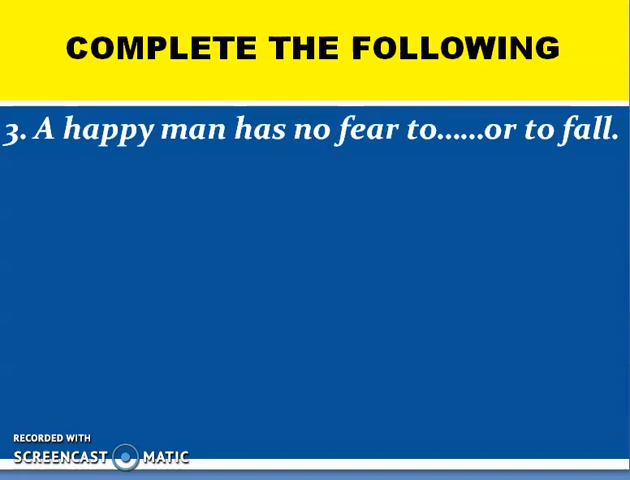 COMPLETE THE FOLLOWING
3. A happy man has no fear to......or to fall.
RECORDED WITH
SCREENCAST MATIC